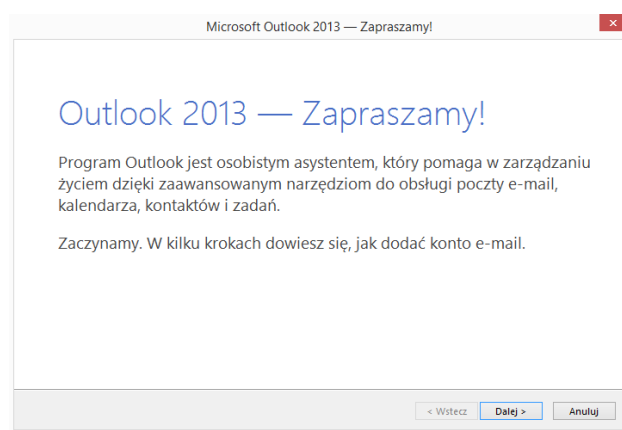 Microsoft Outlook 2013 — Zapraszamy!
Outlook 2013 — Zapraszamy!
Program Outlook jest osobistym asystentem, który pomaga w zarządzaniu
życiem dzięki zaawansowanym narzędziom do obsługi poczty e-mail,
kalendarza, kontaktów i zadań.
Zaczynamy. W kilku krokach dowiesz się, jak dodać konto e-mail.
< Wstecz Dalej > Anuluj